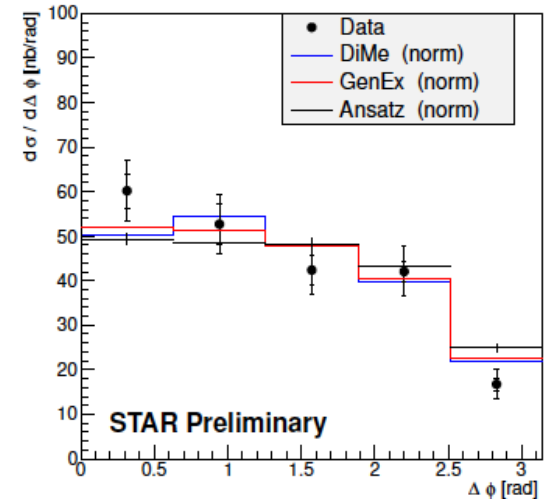 dσ / dΔ ϕ [nb/rad]
100
90
80
70
60
50
40
30
20
10
0
Data
DiMe (norm)
GenEx (norm)
Ansatz (norm)
STAR Preliminary
0 0.5 1 1.5 2 2.5 3
Δ ϕ [rad]